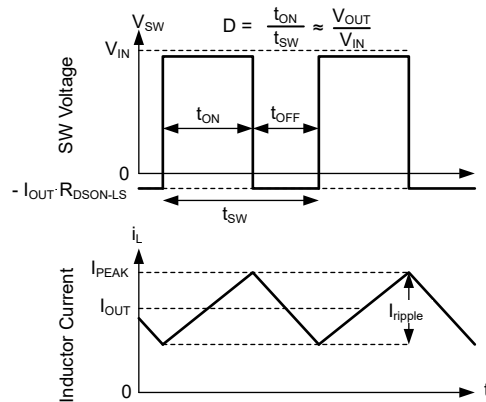 V_SW
D = t_ON / t_SW ≈ V_OUT / V_IN
V_IN
SW Voltage
t_ON
t_OFF
0
t
- I_OUT·R_DSON-LS
t_SW
i_L
I_PEAK
I_OUT
Inductor Current
I_ripple
0
t